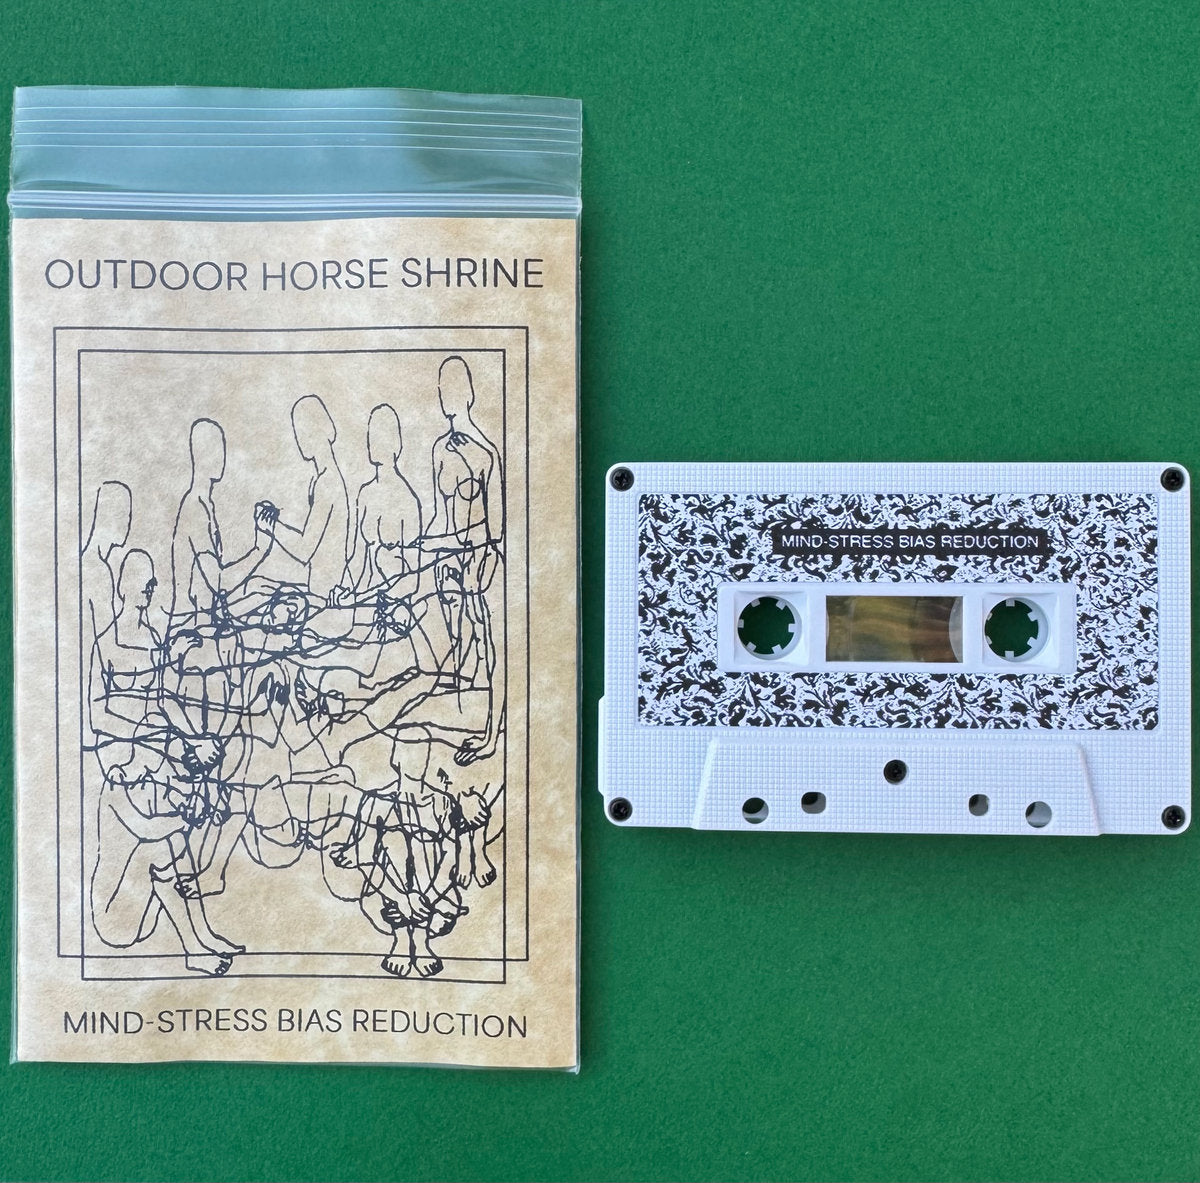 OUTDOOR HORSE SHRINE
MIND-STRESS BIAS REDUCTION
MIND-STRESS BIAS REDUCTION